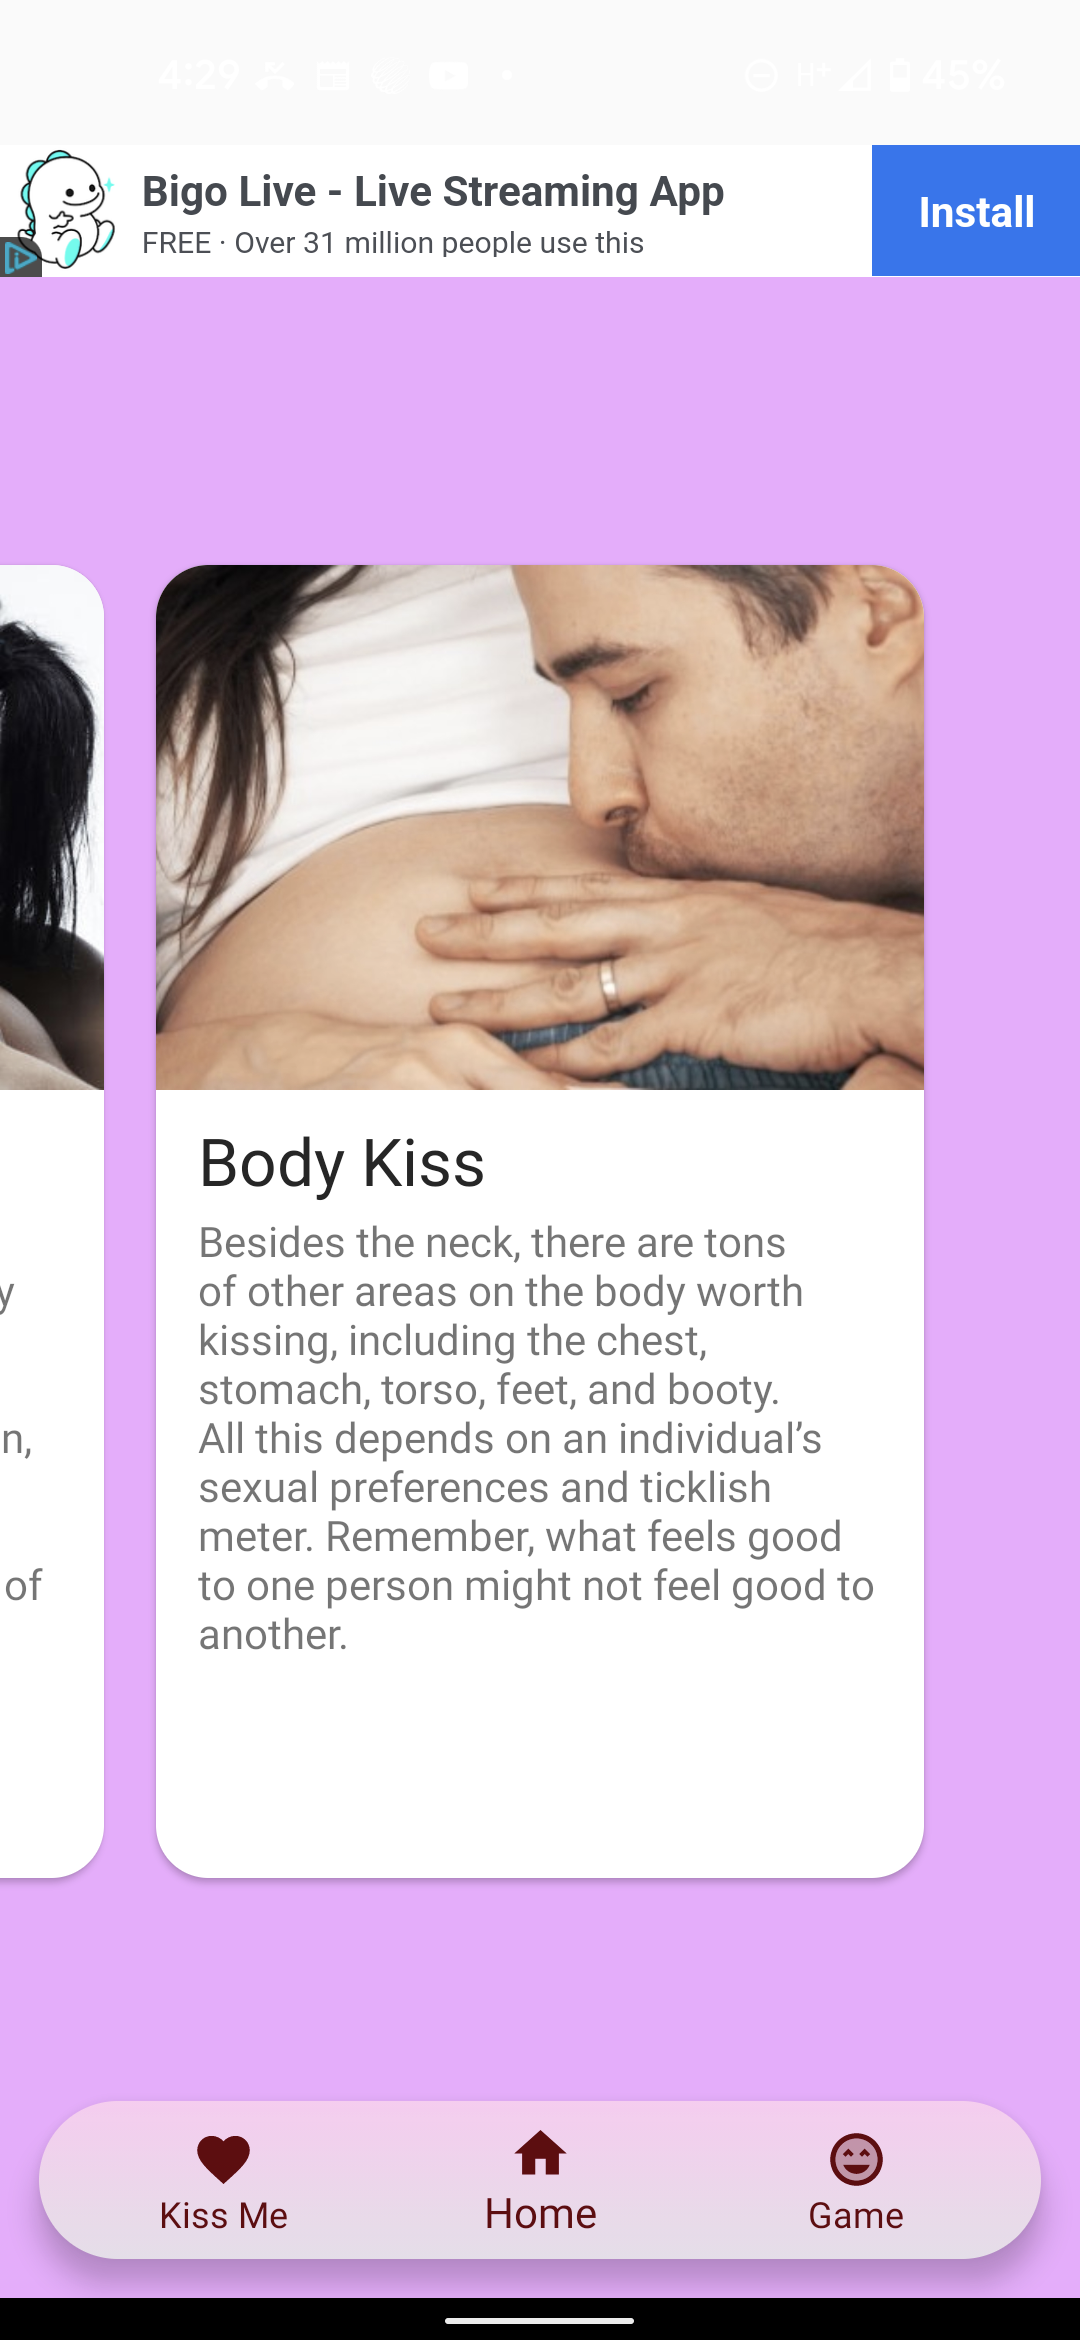 4:29
H+
45%
Bigo Live - Live Streaming App
FREE · Over 31 million people use this
Install
Body Kiss
Besides the neck, there are tons
of other areas on the body worth
kissing, including the chest,
stomach, torso, feet, and booty.
All this depends on an individual’s
sexual preferences and ticklish
meter. Remember, what feels good
to one person might not feel good to
another.
y
n,
of
Kiss Me
Home
Game